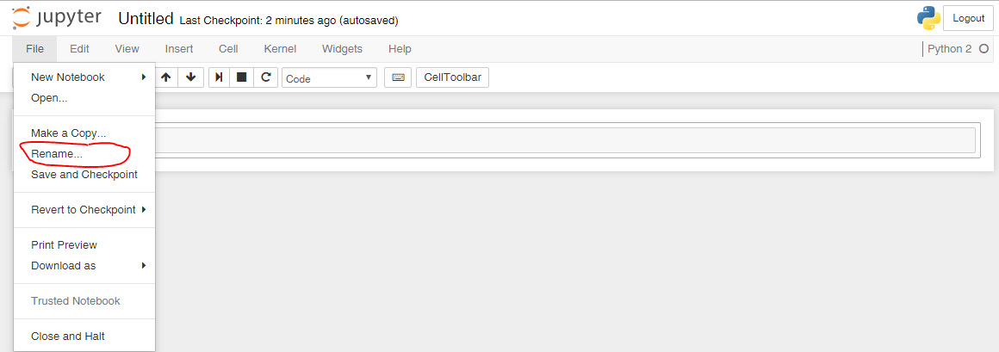 jupyter Untitled Last Checkpoint: 2 minutes ago (autosaved) Logout
File Edit View Insert Cell Kernel Widgets Help Python 2
Code CellToolbar
New Notebook
Open...
Make a Copy...
Rename...
Save and Checkpoint
Revert to Checkpoint
Print Preview
Download as
Trusted Notebook
Close and Halt